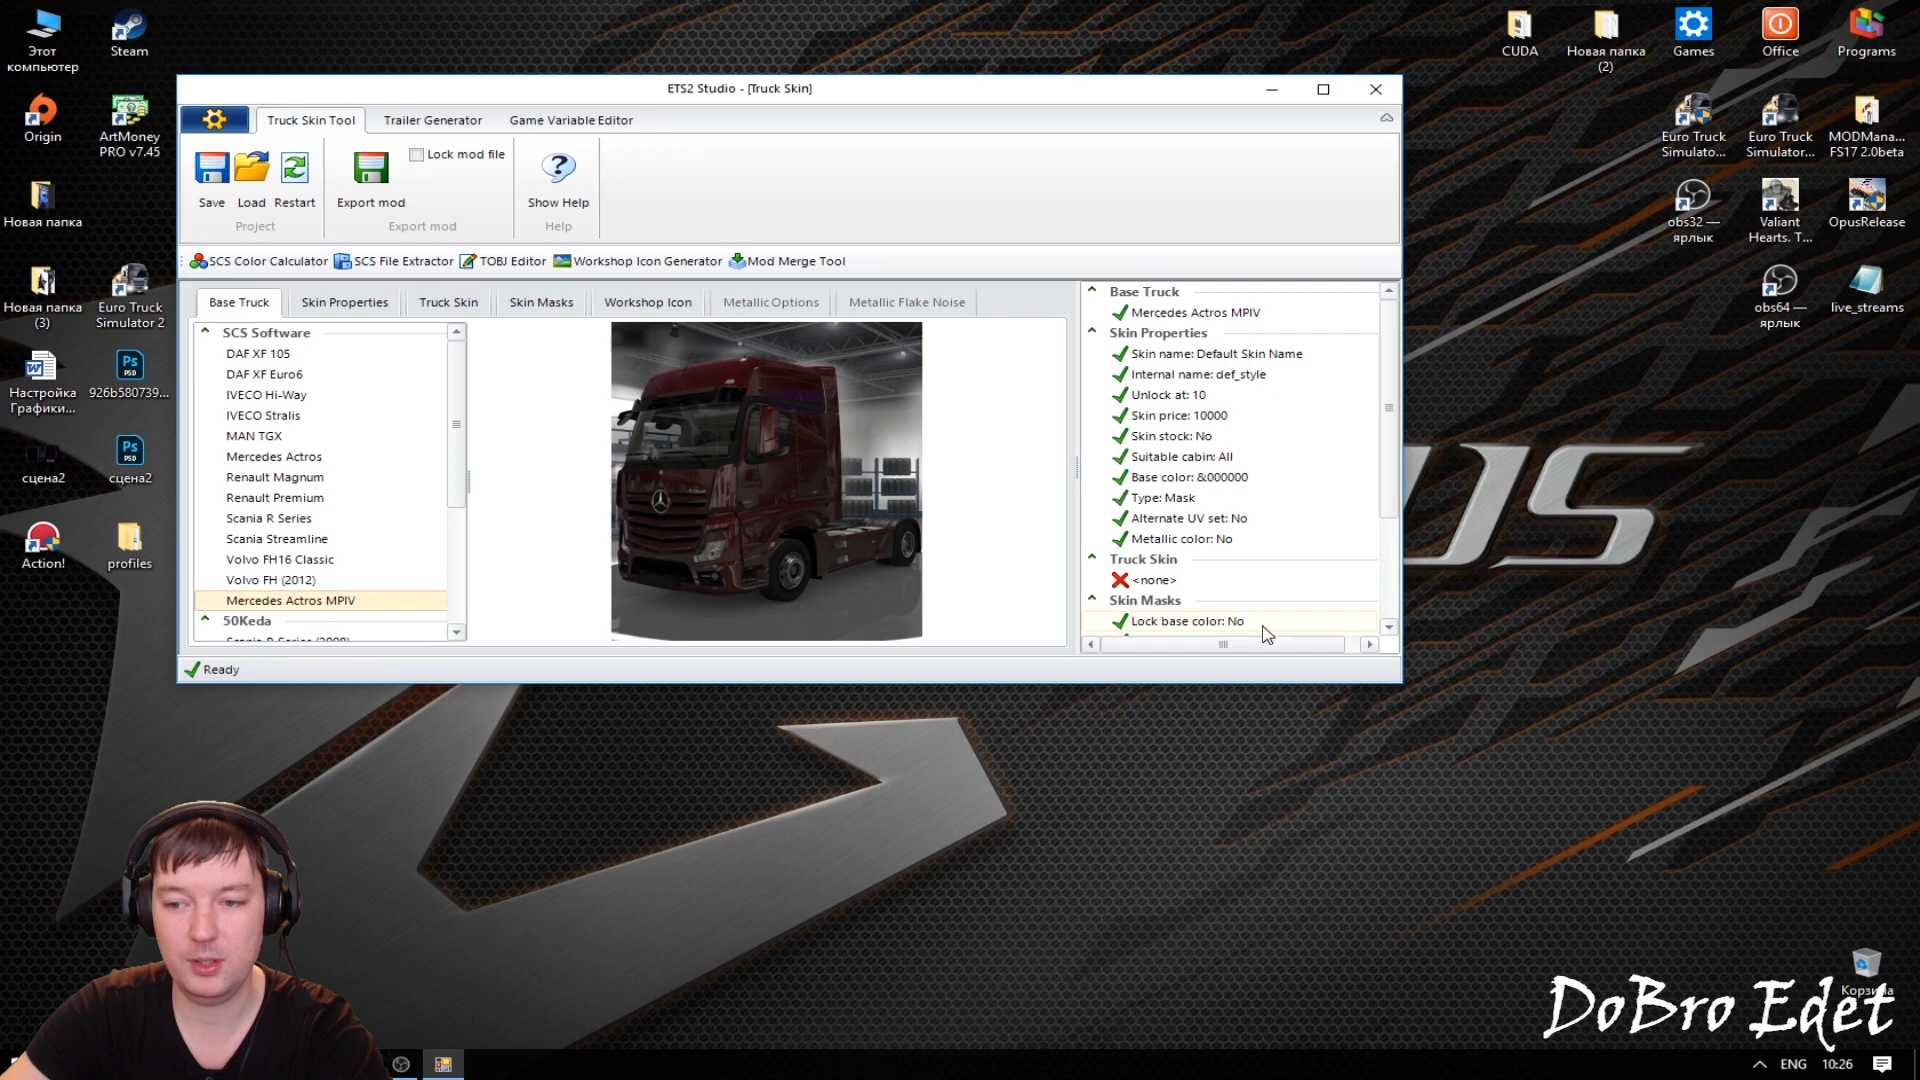 Этот
компьютер
Steam
CUDA
Новая папка
(2)
Games
Office
Programs
Origin
ArtMoney
PRO v7.45
Euro Truck
Simulato...
Euro Truck
Simulator...
MODMana...
FS17 2.0beta
Новая папка
obs32 —
ярлык
Valiant
Hearts. T...
OpusRelease
Новая папка
(3)
Euro Truck
Simulator 2
obs64 —
ярлык
live_streams
Настройка
Графики...
926b580739...
сцена2
сцена2
Action!
profiles
ETS2 Studio - [Truck Skin]
Truck Skin Tool
Trailer Generator
Game Variable Editor
Lock mod file
Save
Load
Restart
Export mod
Show Help
Project
Export mod
Help
SCS Color Calculator
SCS File Extractor
TOBJ Editor
Workshop Icon Generator
Mod Merge Tool
Base Truck
Skin Properties
Truck Skin
Skin Masks
Workshop Icon
Metallic Options
Metallic Flake Noise
SCS Software
DAF XF 105
DAF XF Euro6
IVECO Hi-Way
IVECO Stralis
MAN TGX
Mercedes Actros
Renault Magnum
Renault Premium
Scania R Series
Scania Streamline
Volvo FH16 Classic
Volvo FH (2012)
Mercedes Actros MPIV
50Keda
Scania R Series (2008)
Base Truck
Mercedes Actros MPIV
Skin Properties
Skin name: Default Skin Name
Internal name: def_style
Unlock at: 10
Skin price: 10000
Skin stock: No
Suitable cabin: All
Base color: &000000
Type: Mask
Alternate UV set: No
Metallic color: No
Truck Skin
<none>
Skin Masks
Lock base color: No
Ready
Корзина
DoBro Edet
ENG
10:26